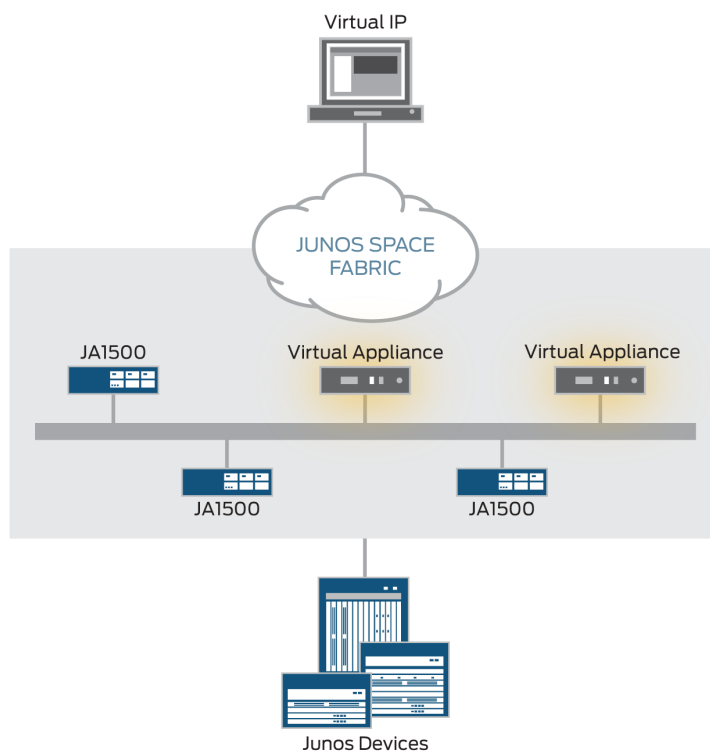 Virtual IP
JUNOS SPACE
FABRIC
JA1500
Virtual Appliance
Virtual Appliance
JA1500
JA1500
Junos Devices